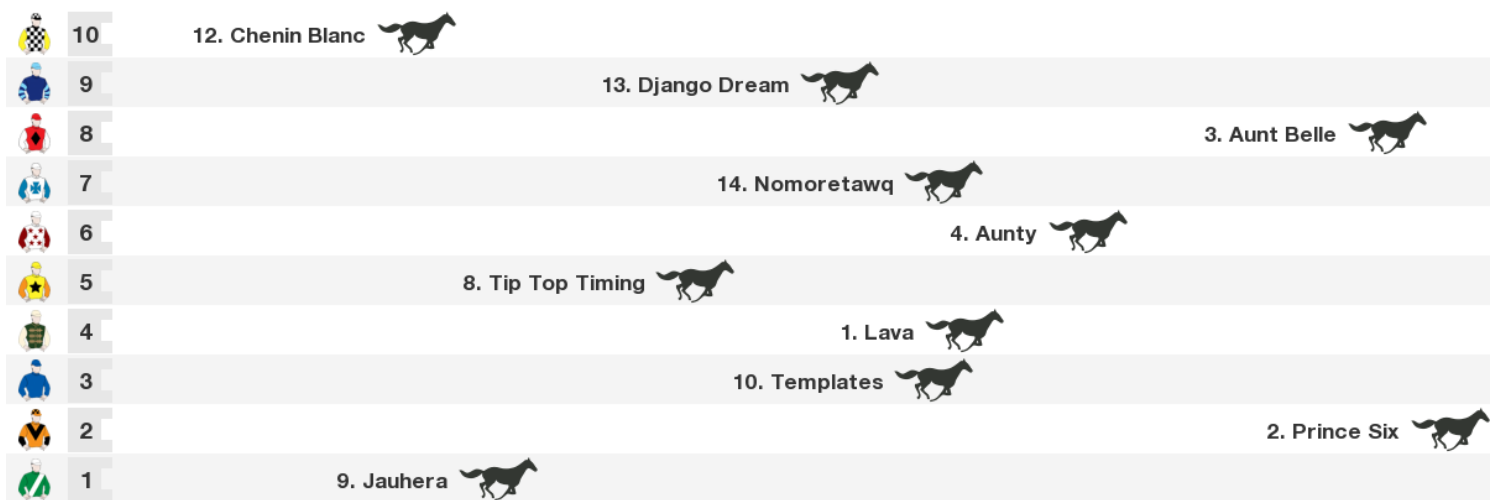 10 12. Chenin Blanc
9 13. Django Dream
8 3. Aunt Belle
7 14. Nomoretawq
6 4. Aunty
5 8. Tip Top Timing
4 1. Lava
3 10. Templates
2 2. Prince Six
1 9. Jauhera